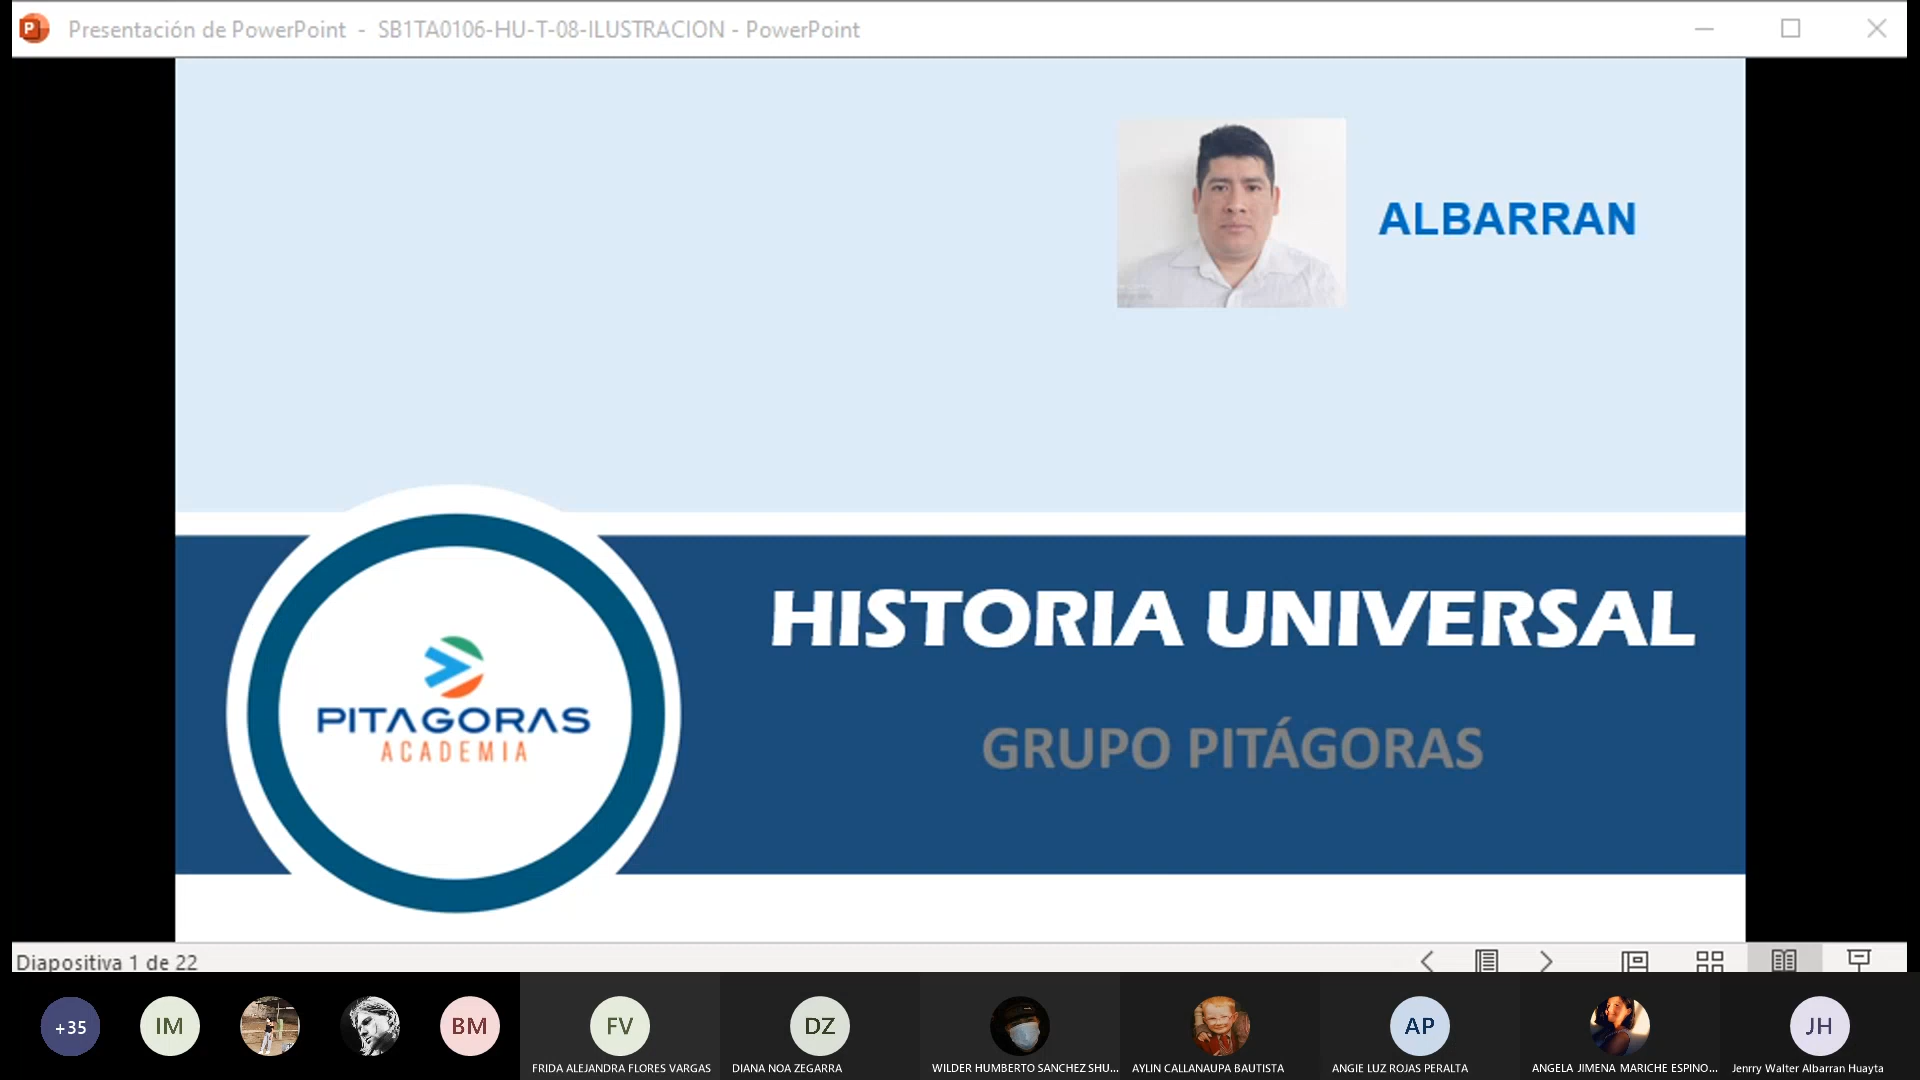 Presentación de PowerPoint - SB1TA0106-HU-T-08-ILUSTRACION - PowerPoint
ALBARRAN
HISTORIA UNIVERSAL
GRUPO PITÁGORAS
PITAGORAS
ACADEMIA
Diapositiva 1 de 22
+35
IM
BM
FV
DZ
AP
JH
FRIDA ALEJANDRA FLORES VARGAS
DIANA NOA ZEGARRA
WILDER HUMBERTO SANCHEZ SHU...
AYLIN CALLANAUPA BAUTISTA
ANGIE LUZ ROJAS PERALTA
ANGELA JIMENA MARICHE ESPINO...
Jenrry Walter Albarran Huayta